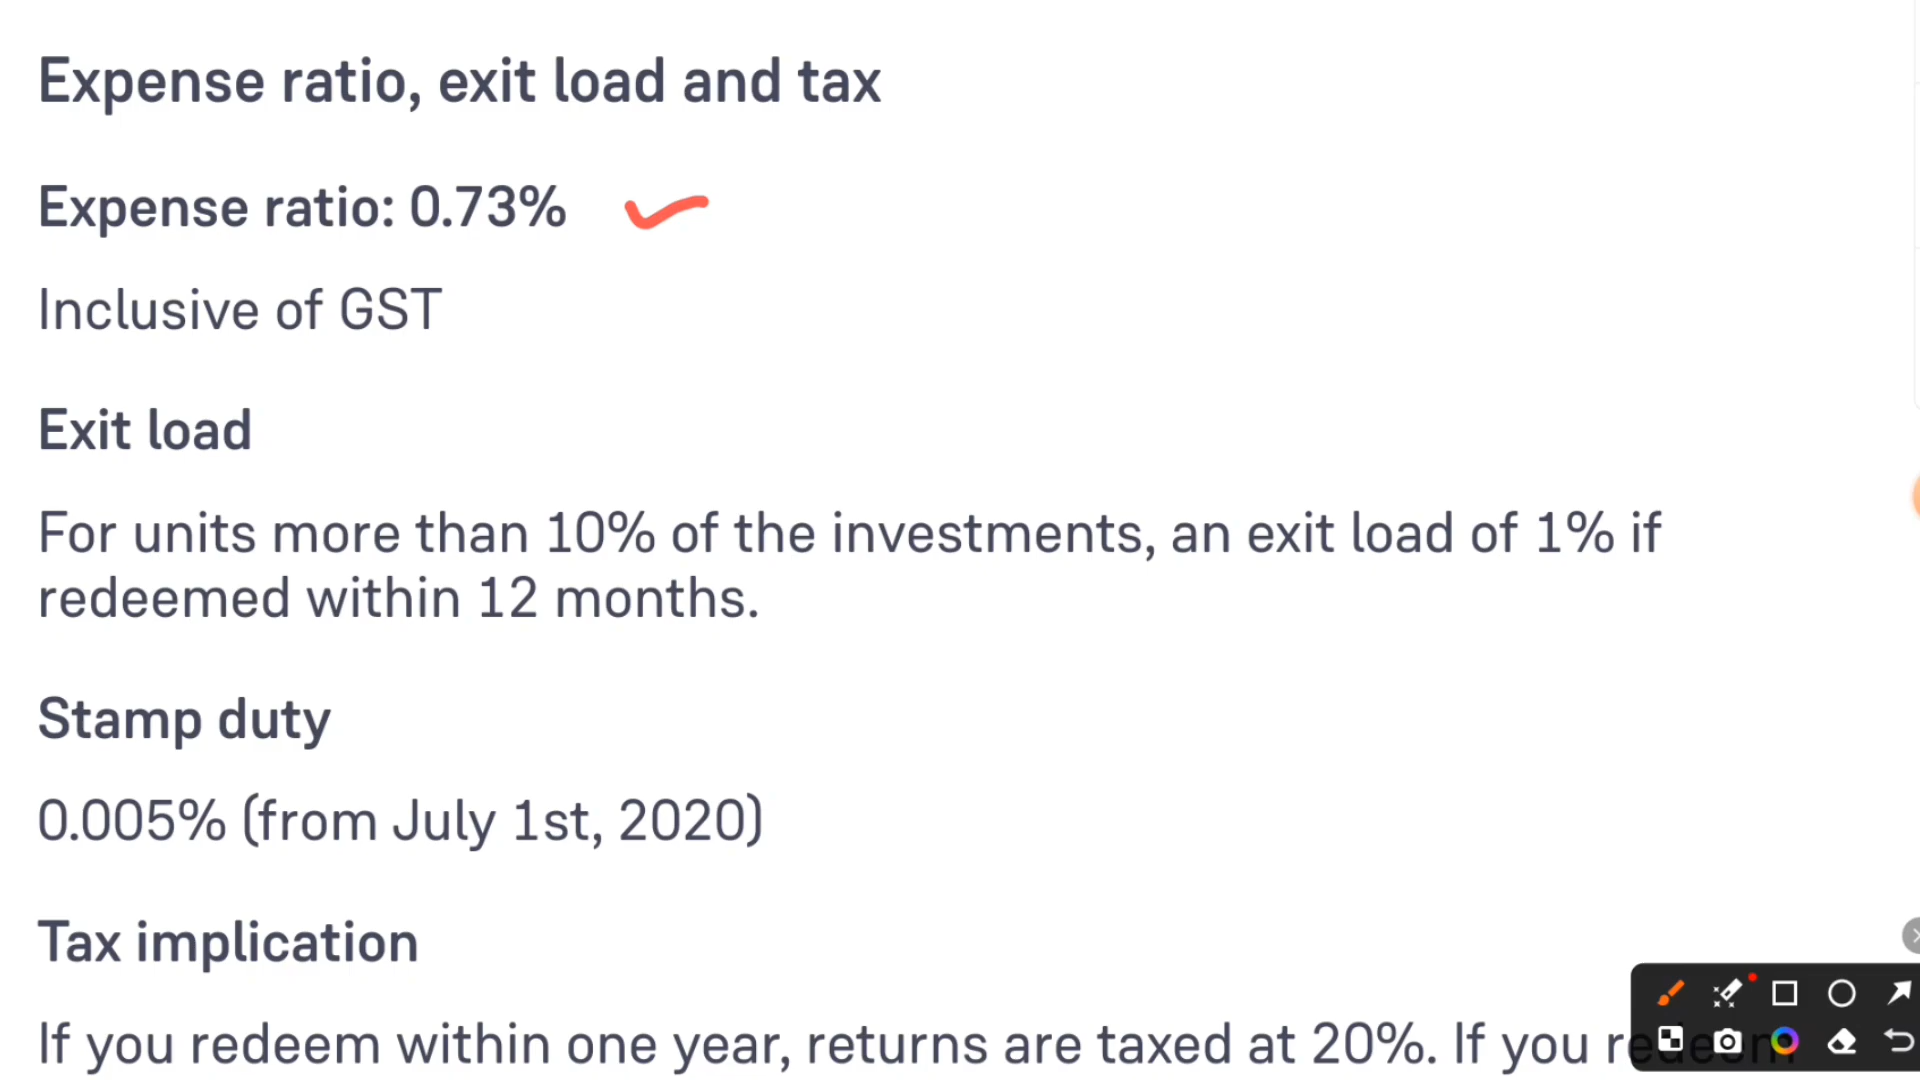 Expense ratio, exit load and tax
Expense ratio: 0.73%
Inclusive of GST
Exit load
For units more than 10% of the investments, an exit load of 1% if
redeemed within 12 months.
Stamp duty
0.005% (from July 1st, 2020)
Tax implication
If you redeem within one year, returns are taxed at 20%. If you redeem